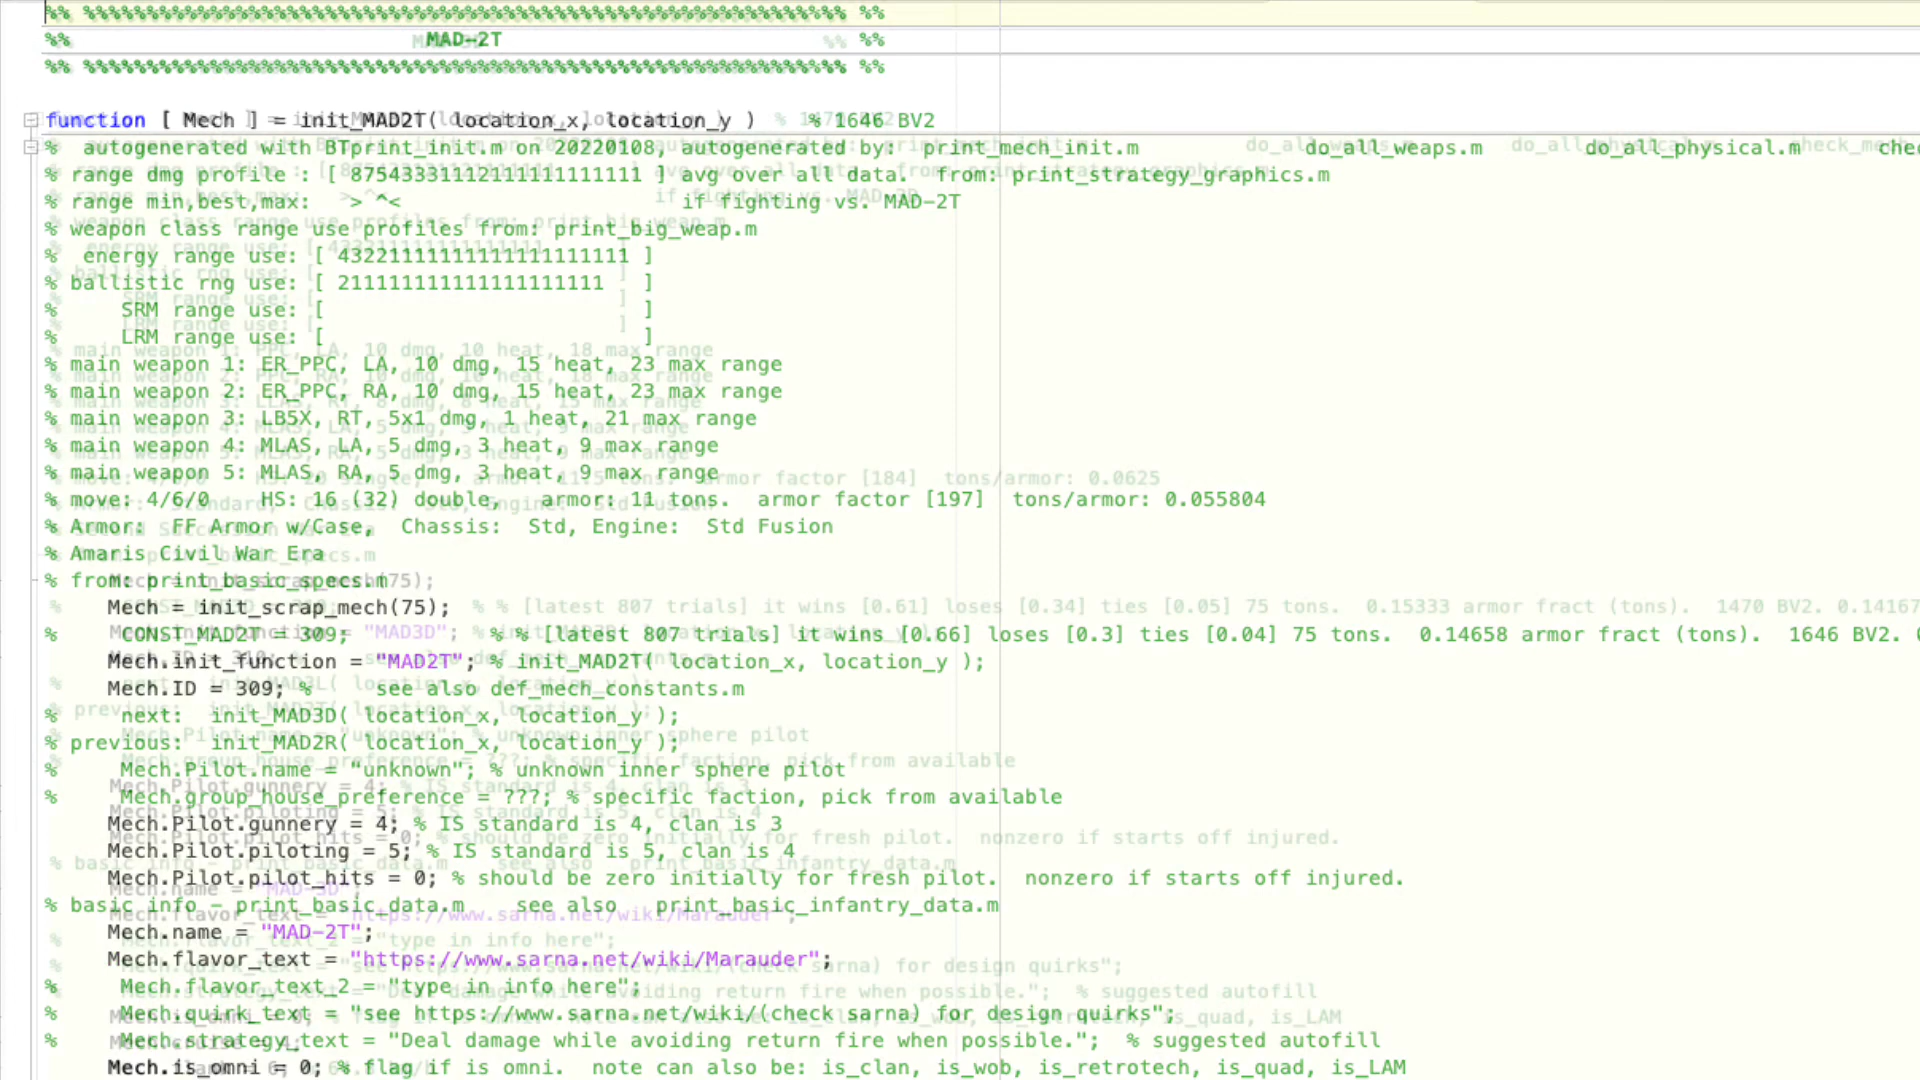 %% %%%%%%%%%%%%%%%%%%%%%%%%%%%%%%%%%%%%%%%%%%%%%%%%%%%%%%%%%%%% %%
%% MAD-2T %% %%
%% %%%%%%%%%%%%%%%%%%%%%%%%%%%%%%%%%%%%%%%%%%%%%%%%%%%%%%%%%%%% %%
function [ Mech ] = init_MAD2T( location_x, location_y ) % 1646 BV2
% autogenerated with BTprint_init.m on 20220108, autogenerated by: print_mech_init.m do_all_weaps.m do_all_physical.m chec
% range dmg profile : [ 87543331112111111111111 ] avg over all data. from: print_strategy_graphics.m
% range min,best,max: > ^< if fighting vs. MAD-2T
% weapon class range use profiles from: print_big_weap.m
% energy range use: [ 43221111111111111111111 ]
% ballistic rng use: [ 211111111111111111111 ]
% SRM range use: [ ]
% LRM range use: [ ]
% main weapon 1: ER_PPC, LA, 10 dmg, 15 heat, 23 max range
% main weapon 2: ER_PPC, RA, 10 dmg, 15 heat, 23 max range
% main weapon 3: LB5X, RT, 5x1 dmg, 1 heat, 21 max range
% main weapon 4: MLAS, LA, 5 dmg, 3 heat, 9 max range
% main weapon 5: MLAS, RA, 5 dmg, 3 heat, 9 max range
% move: 4/6/0 HS: 16 (32) double, armor: 11 tons. armor factor [197] tons/armor: 0.055804
% Armor: FF Armor w/Case, Chassis: Std, Engine: Std Fusion
% Amaris Civil War Era
% from: print_basic_specs.m
Mech = init_scrap_mech(75);
% CONST_MAD2T = 309; % % [latest 807 trials] it wins [0.66] loses [0.3] ties [0.04] 75 tons. 0.14658 armor fract (tons). 1646 BV2.
Mech.init_function = "MAD2T"; % init_MAD2T( location_x, location_y );
Mech.ID = 309; % see also def_mech_constants.m
% next: init_MAD3D( location_x, location_y );
% previous: init_MAD2R( location_x, location_y );
% Mech.Pilot.name = "unknown"; % unknown inner sphere pilot
% Mech.group_house_preference = ???; % specific faction, pick from available
Mech.Pilot.gunnery = 4; % IS standard is 4, clan is 3
Mech.Pilot.piloting = 5; % IS standard is 5, clan is 4
Mech.Pilot.pilot_hits = 0; % should be zero initially for fresh pilot. nonzero if starts off injured.
% basic info - print_basic_data.m see also print_basic_infantry_data.m
Mech.name = "MAD-2T";
Mech.flavor_text = "https://www.sarna.net/wiki/Marauder";
% Mech.flavor_text_2 = "type in info here";
% Mech.quirk_text = "see https://www.sarna.net/wiki/(check sarna) for design quirks";
% Mech.strategy_text = "Deal damage while avoiding return fire when possible."; % suggested autofill
Mech.is_omni = 0; % flag if is omni. note can also be: is_clan, is_wob, is_retrotech, is_quad, is_LAM